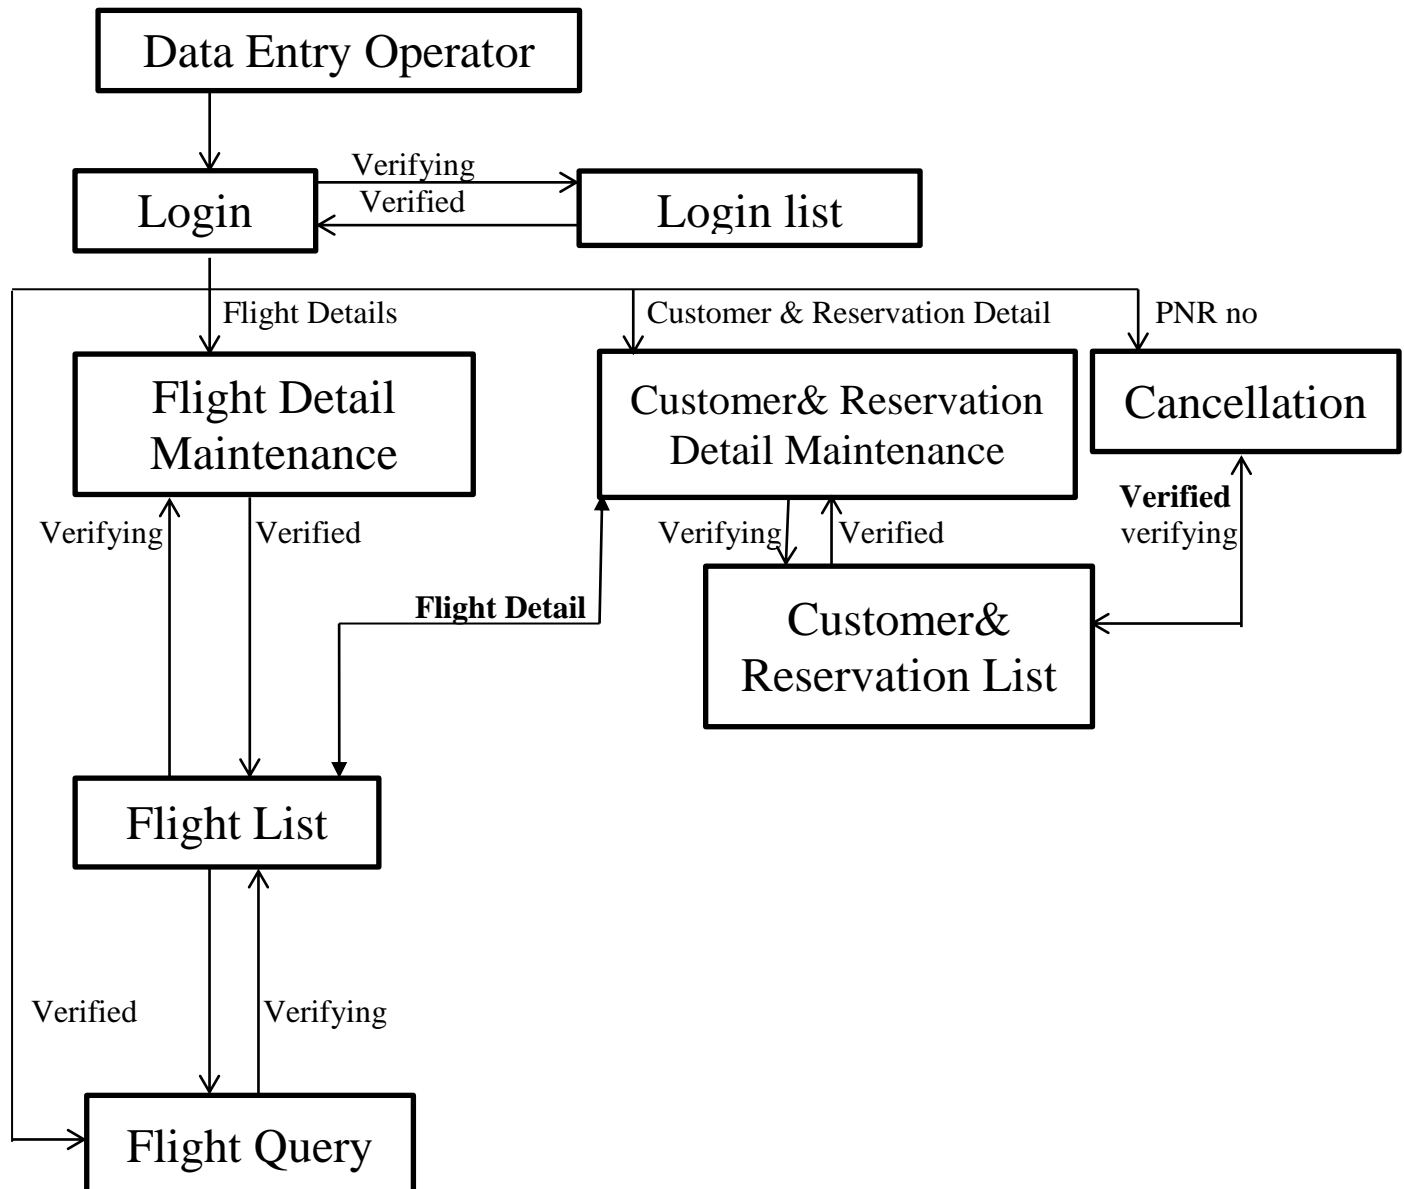 Data Entry Operator
Verifying
Login
Verified
Login list
Flight Details
Customer & Reservation Detail
PNR no
Flight Detail
Maintenance
Customer& Reservation
Detail Maintenance
Cancellation
Verifying
Verified
Verifying
Verified
Verified
verifying
Flight Detail
Customer&
Reservation List
Flight List
Verified
Verifying
Flight Query